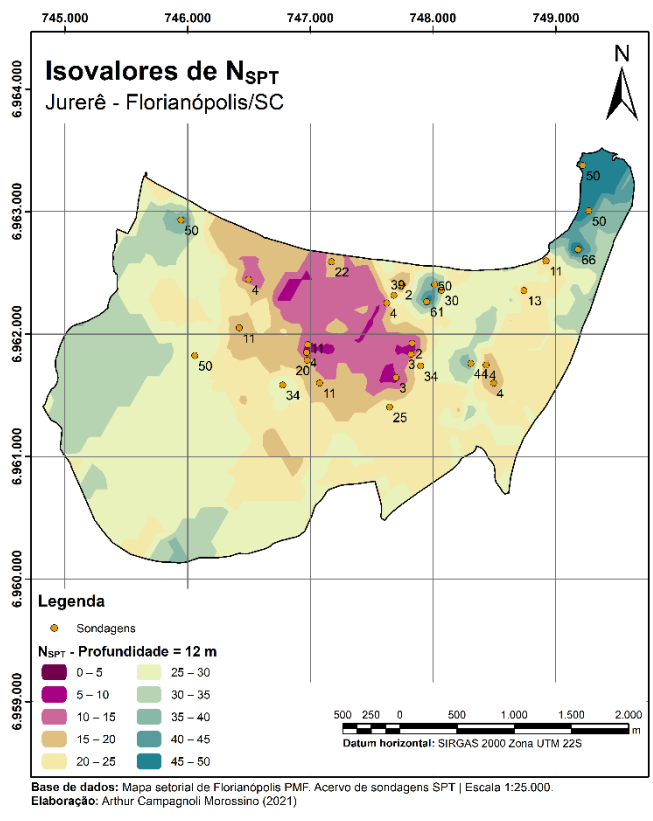 745.000 746.000 747.000 748.000 749.000
Isovalores de NSPT
Jurerê - Florianópolis/SC
N
6.964.000
6.963.000
6.962.000
6.961.000
6.960.000
6.959.000
50
50
50
66
11
22
4
39
2
50
30
4
61
13
11
11
50
20
4
2
3
34
44
4
34
11
3
4
25
Legenda
Sondagens
NSPT - Profundidade = 12 m
0 – 5 25 – 30
5 – 10 30 – 35
10 – 15 35 – 40
15 – 20 40 – 45
20 – 25 45 – 50
500 250 0 500 1.000 1.500 2.000
m
Datum horizontal: SIRGAS 2000 Zona UTM 22S
Base de dados: Mapa setorial de Florianópolis PMF. Acervo de sondagens SPT | Escala 1:25.000.
Elaboração: Arthur Campagnoli Morossino (2021)